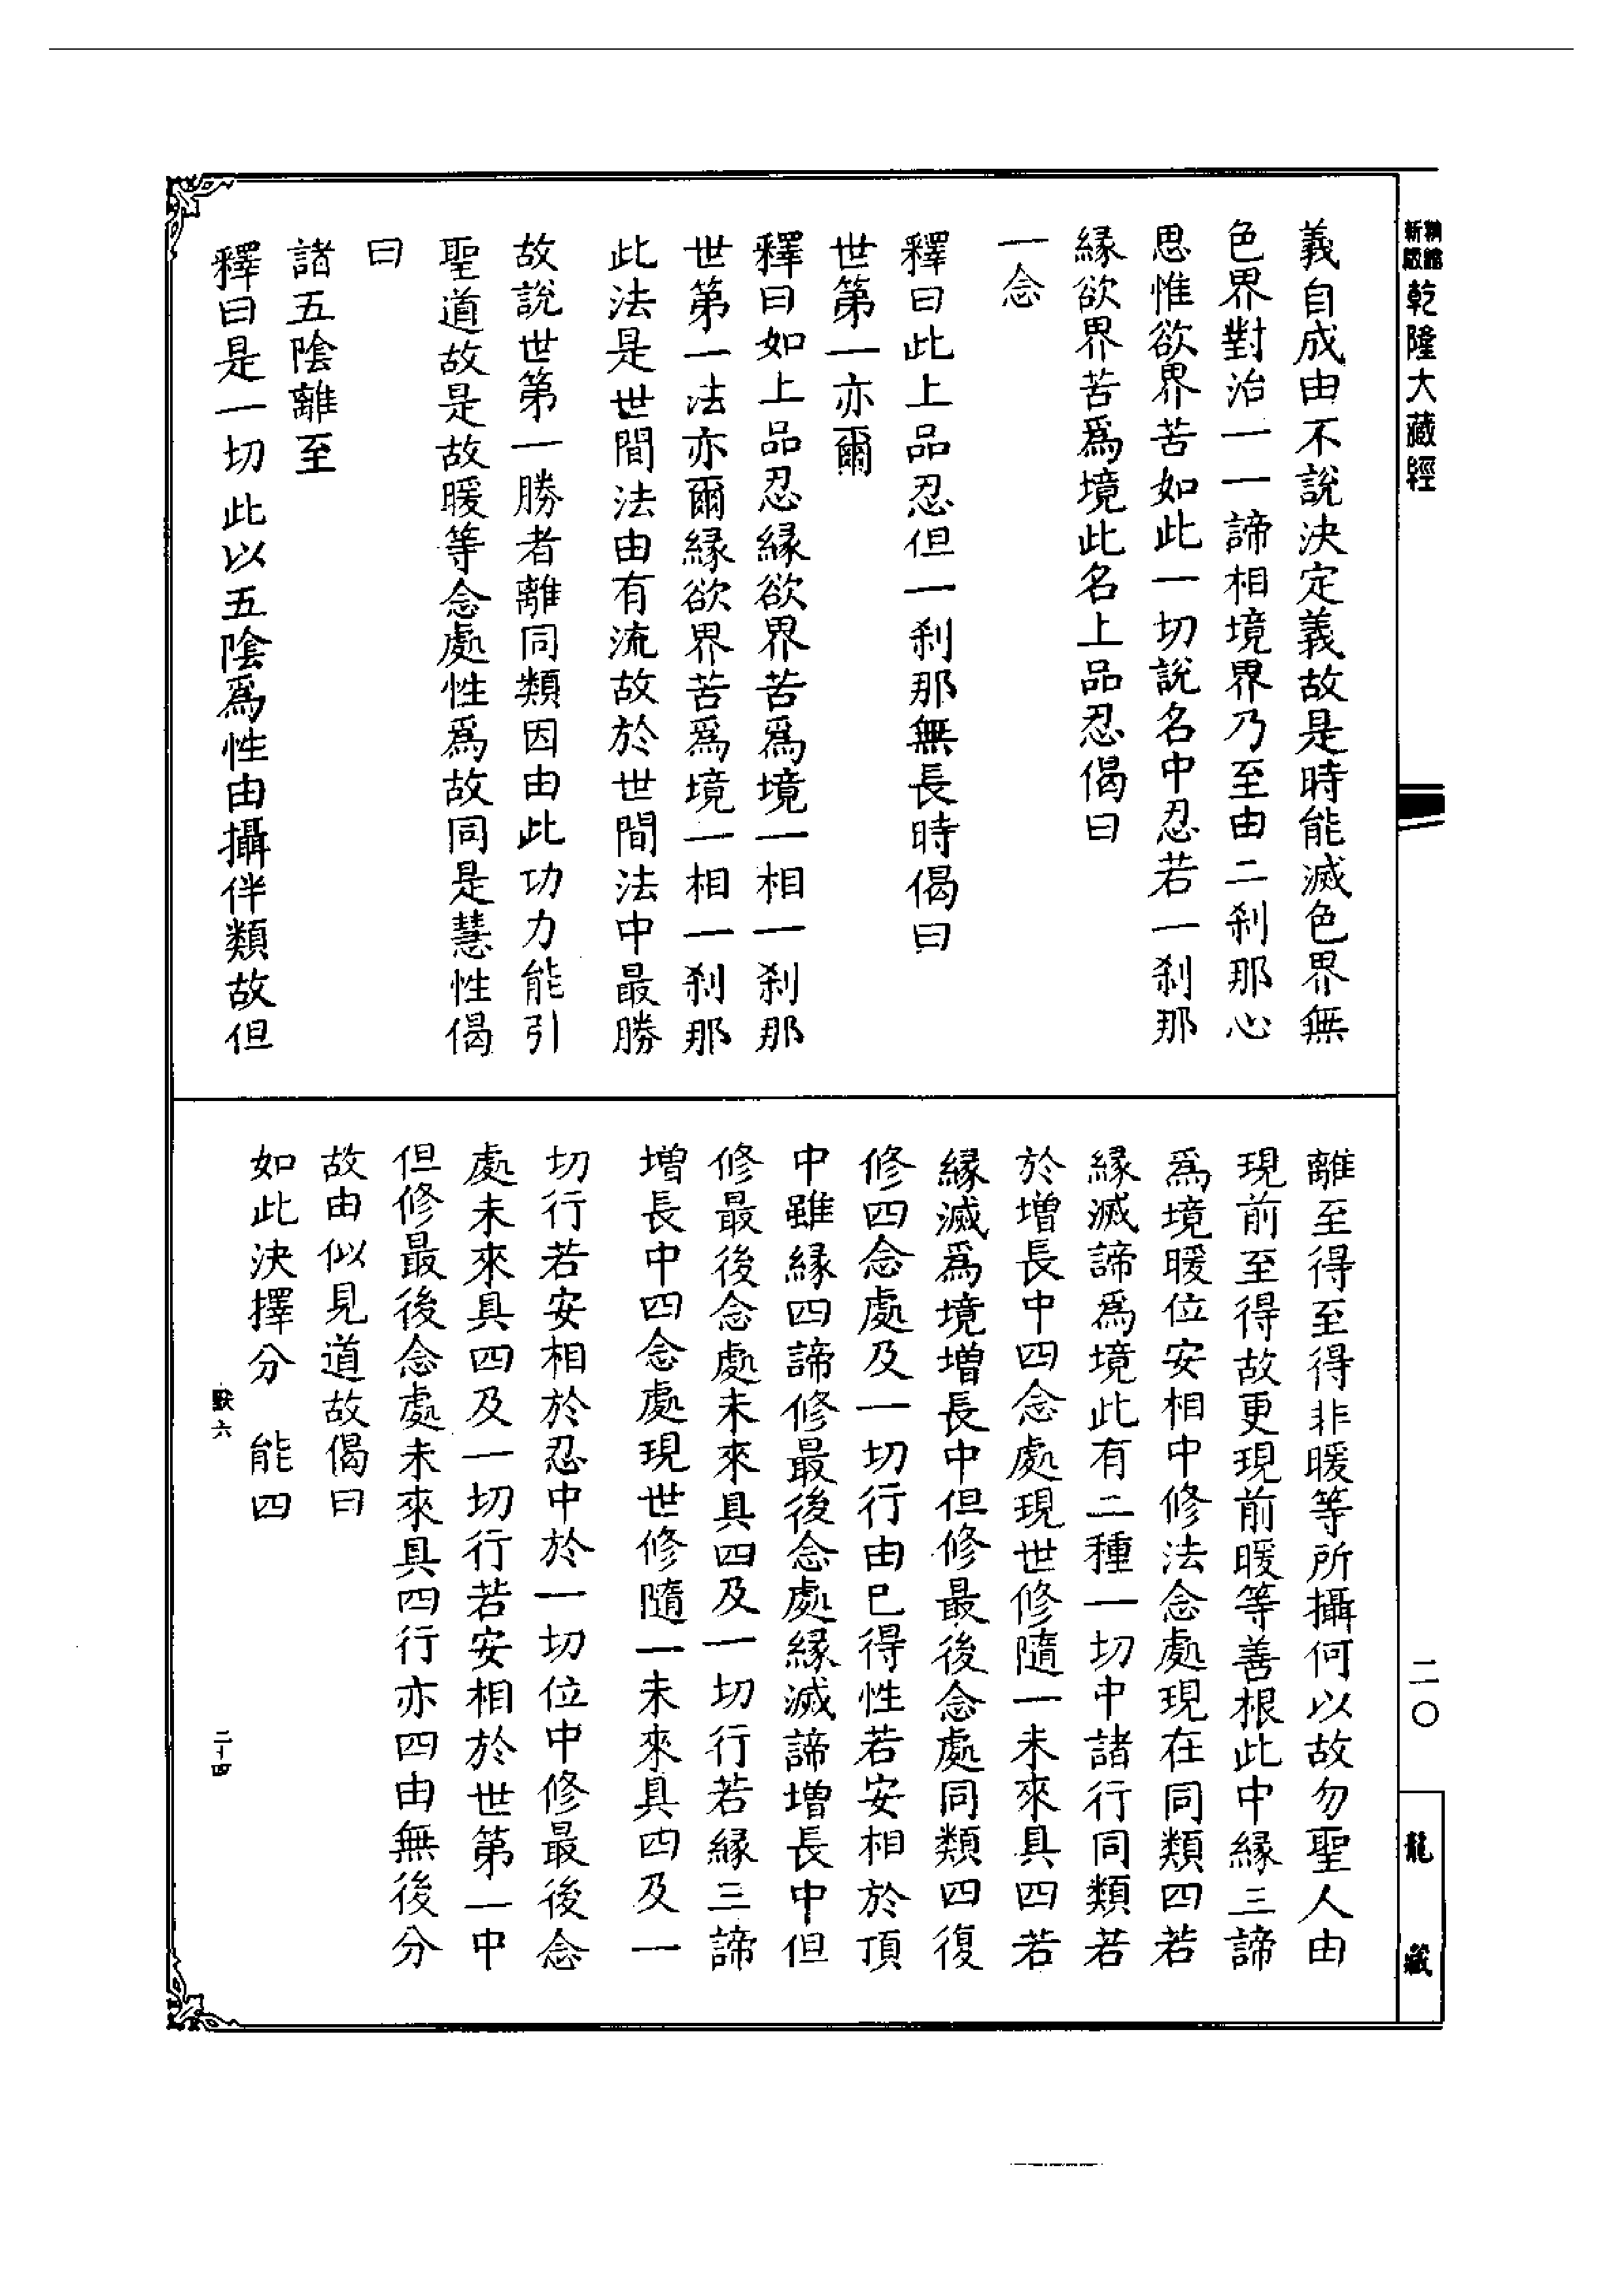 精館
新版
乾隆大藏經
二〇
龍藏
義自成由不說決定義故是時能滅色界無
色界對治一一諦相境界乃至由二剎那心
思惟欲界苦如此一切說名中忍若一剎那
緣欲界苦爲境此名上品忍偈曰
一念
釋曰此上品忍但一剎那無長時偈曰
世第一亦爾
釋曰如上品忍緣欲界苦爲境一相一剎那
世第一法亦爾緣欲界苦爲境一相一剎那
此法是世間法由有流故於世間法中最勝
故說世第一勝者離同類因由此功力能引
聖道故是故暖等念處性爲故同是慧性偈
曰
諸五陰離至
釋曰是一切此以五陰爲性由攝伴類故但
離至得至得非暖等所攝何以故勿聖人由
現前至得故更現前暖等善根此中緣三諦
爲境暖位安相中修法念處現在同類四若
緣滅諦爲境此有二種一切中諸行同類若
於增長中四念處現世修隨一未來具四若
緣滅爲境增長中但修最後念處同類四復
修四念處及一切行由已得性若安相於頂
中雖緣四諦修最後念處緣滅諦增長中但
修最後念處未來具四及一切行若緣三諦
增長中四念處現世修隨一未來具四及一
切行若安相於忍中於一切位中修最後念
處未來具四及一切行若安相於世第一中
但修最後念處未來具四行亦四由無後分
故由似見道故偈曰
如此決擇分　能四
默六
二十四